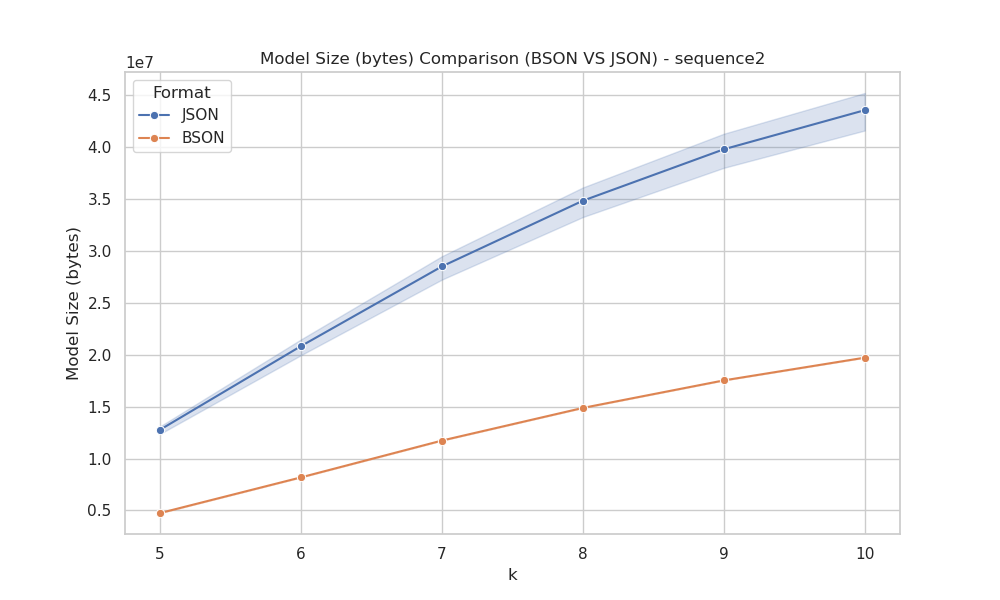 Model Size (bytes) Comparison (BSON VS JSON) - sequence2
1e7
Format
JSON
BSON
4.5
4.0
3.5
3.0
2.5
2.0
1.5
1.0
0.5
Model Size (bytes)
5 6 7 8 9 10
k